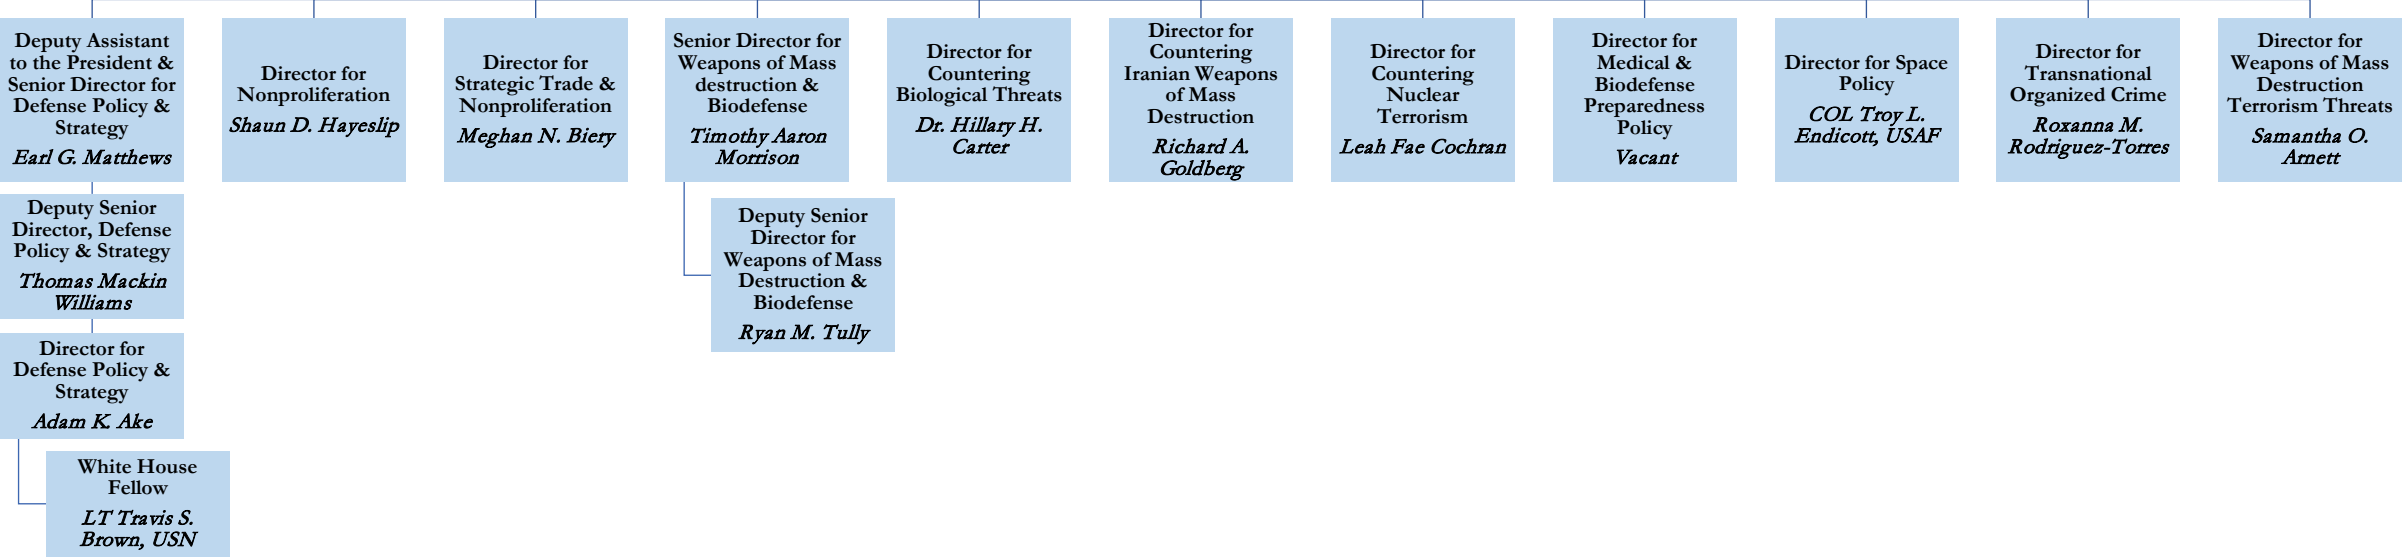 Deputy Assistant
to the President &
Senior Director for
Defense Policy &
Strategy
Earl G. Matthews
Deputy Senior
Director, Defense
Policy & Strategy
Thomas Mackin
Williams
Director for
Defense Policy &
Strategy
Adam K. Ake
White House
Fellow
LT Travis S.
Brown, USN
Director for
Nonproliferation
Shaun D. Hayeslip
Director for
Strategic Trade &
Nonproliferation
Meghan N. Biery
Senior Director for
Weapons of Mass
destruction &
Biodefense
Timothy Aaron
Morrison
Deputy Senior
Director for
Weapons of Mass
Destruction &
Biodefense
Ryan M. Tully
Director for
Countering
Biological Threats
Dr. Hillary H.
Carter
Director for
Countering
Iranian Weapons
of Mass
Destruction
Richard A.
Goldberg
Director for
Countering
Nuclear
Terrorism
Leah Fae Cochran
Director for
Medical &
Biodefense
Preparedness
Policy
Vacant
Director for Space
Policy
COL Troy L.
Endicott, USAF
Director for
Transnational
Organized Crime
Roxanna M.
Rodriguez-Torres
Director for
Weapons of Mass
Destruction
Terrorism Threats
Samantha O.
Arnett